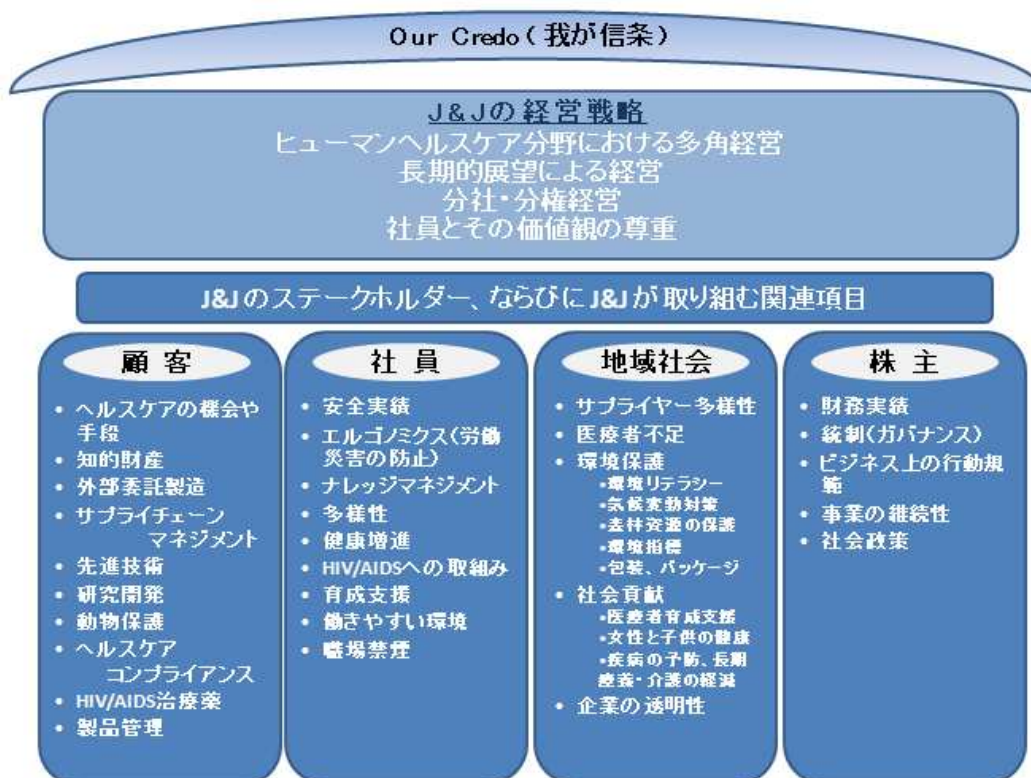 Our Credo(我が信条)
J&Jの経営戦略
ヒューマンヘルスケア分野における多角経営
長期的展望による経営
分社・分権経営
社員とその価値観の尊重
J&Jのステークホルダー、ならびにJ&Jが取り組む関連項目
顧客
• ヘルスケアの機会や
手段
• 知的財産
• 外部委託製造
• サプライチェーン
マネジメント
• 先進技術
• 研究開発
• 動物保護
• ヘルスケア
コンプライアンス
• HIV/AIDS治療薬
• 製品管理
社員
• 安全実績
• エルゴノミクス(労働
災害の防止)
• ナレッジマネジメント
• 多様性
• 健康増進
• HIV/AIDSへの取組み
• 育成支援
•働きやすい環境
• 職場禁煙
地域社会
• サプライヤー多様性
• 医療者不足
• 環境保護
•環境リテラシー
•気候変動対策
•森林資源の保護
•環境指標
•包装、パッケージ
• 社会貢献
•医療者育成支援
•女性と子供の健康
•疾病の予防、長期
療養・介護の軽減
• 企業の透明性
株主
• 財務実績
• 統制(ガバナンス)
• ビジネス上の行動規
範
• 事業の継続性
• 社会政策